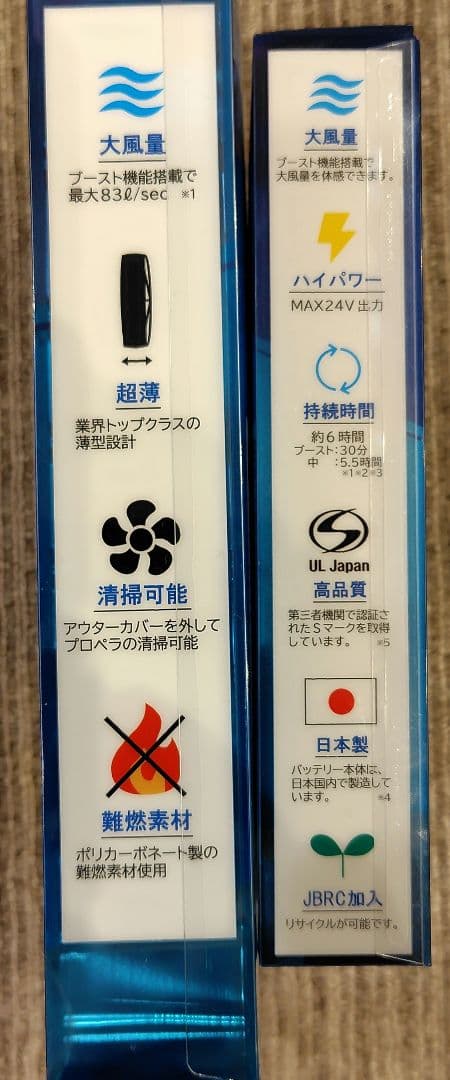 大風量
ブースト機能搭載で
最大83ℓ/sec ※1
超薄
業界トップクラスの
薄型設計
清掃可能
アウターカバーを外して
プロペラの清掃可能
難燃素材
ポリカーボネート製の
難燃素材使用
大風量
ブースト機能搭載で
大風量を体感できます。
ハイパワー
MAX24V出力
持続時間
約6時間
ブースト:30分
中 :5.5時間
※1※2※3
UL Japan
高品質
第三者機関で認証さ
れたSマークを取得
しています。 ※5
日本製
バッテリー本体は、
日本国内で製造して
います。 ※4
JBRC加入
リサイクルが可能です。